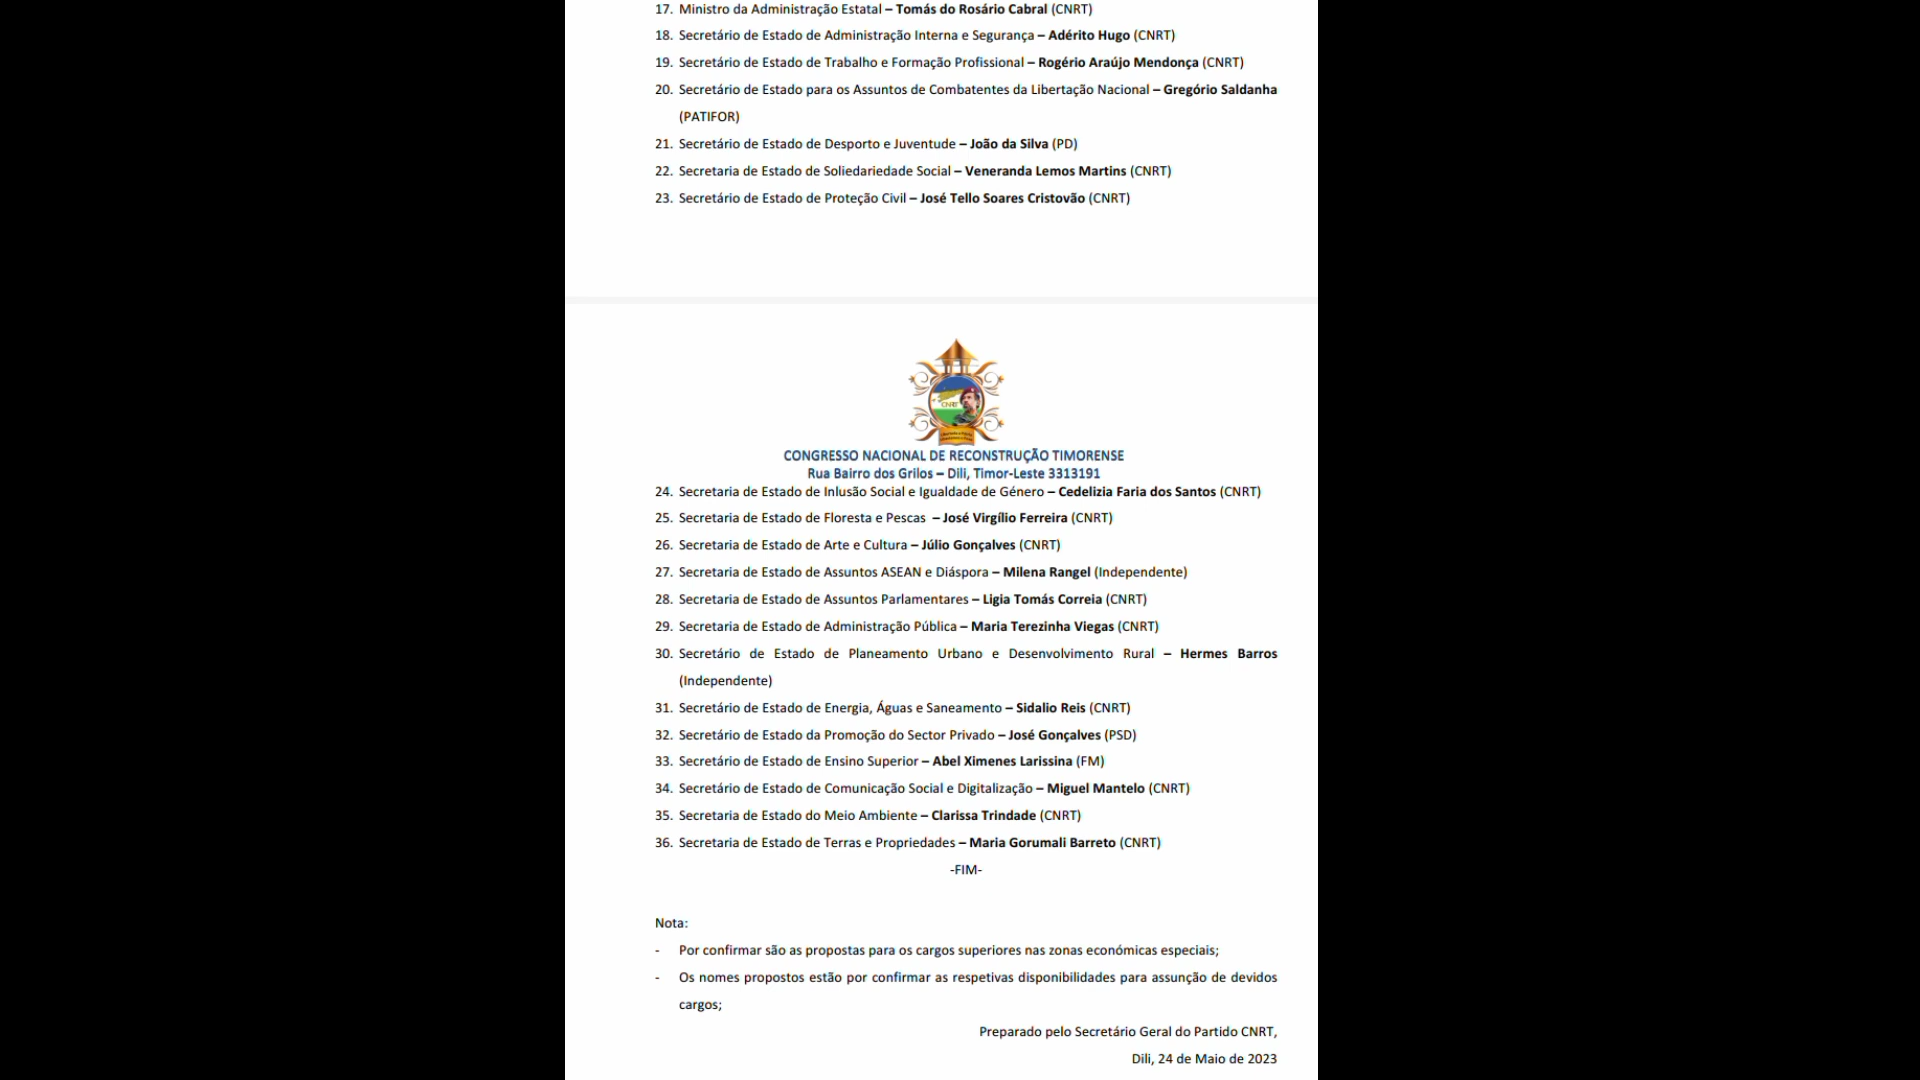 17. Ministro da Administração Estatal – Tomás do Rosário Cabral (CNRT)
18. Secretário de Estado de Administração Interna e Segurança – Adérito Hugo (CNRT)
19. Secretário de Estado de Trabalho e Formação Profissional – Rogério Araújo Mendonça (CNRT)
20. Secretário de Estado para os Assuntos de Combatentes da Libertação Nacional – Gregório Saldanha
(PATIFOR)
21. Secretário de Estado de Desporto e Juventude – João da Silva (PD)
22. Secretaria de Estado de Soliedariedade Social – Veneranda Lemos Martins (CNRT)
23. Secretário de Estado de Proteção Civil – José Tello Soares Cristovão (CNRT)
CNRT
CONGRESSO NACIONAL DE RECONSTRUÇÃO TIMORENSE
Rua Bairro dos Grilos – Dili, Timor-Leste 3313191
24. Secretaria de Estado de Inlusão Social e Igualdade de Género – Cedelizia Faria dos Santos (CNRT)
25. Secretaria de Estado de Floresta e Pescas – José Virgílio Ferreira (CNRT)
26. Secretaria de Estado de Arte e Cultura – Júlio Gonçalves (CNRT)
27. Secretaria de Estado de Assuntos ASEAN e Diáspora – Milena Rangel (Independente)
28. Secretaria de Estado de Assuntos Parlamentares – Ligia Tomás Correia (CNRT)
29. Secretaria de Estado de Administração Pública – Maria Terezinha Viegas (CNRT)
30. Secretário de Estado de Planeamento Urbano e Desenvolvimento Rural – Hermes Barros
(Independente)
31. Secretário de Estado de Energia, Águas e Saneamento – Sidalio Reis (CNRT)
32. Secretário de Estado da Promoção do Sector Privado – José Gonçalves (PSD)
33. Secretário de Estado de Ensino Superior – Abel Ximenes Larissina (FM)
34. Secretário de Estado de Comunicação Social e Digitalização – Miguel Mantelo (CNRT)
35. Secretaria de Estado do Meio Ambiente – Clarissa Trindade (CNRT)
36. Secretaria de Estado de Terras e Propriedades – Maria Gorumali Barreto (CNRT)
-FIM-
Nota:
- Por confirmar são as propostas para os cargos superiores nas zonas económicas especiais;
- Os nomes propostos estão por confirmar as respetivas disponibilidades para assunção de devidos
cargos;
Preparado pelo Secretário Geral do Partido CNRT,
Dili, 24 de Maio de 2023